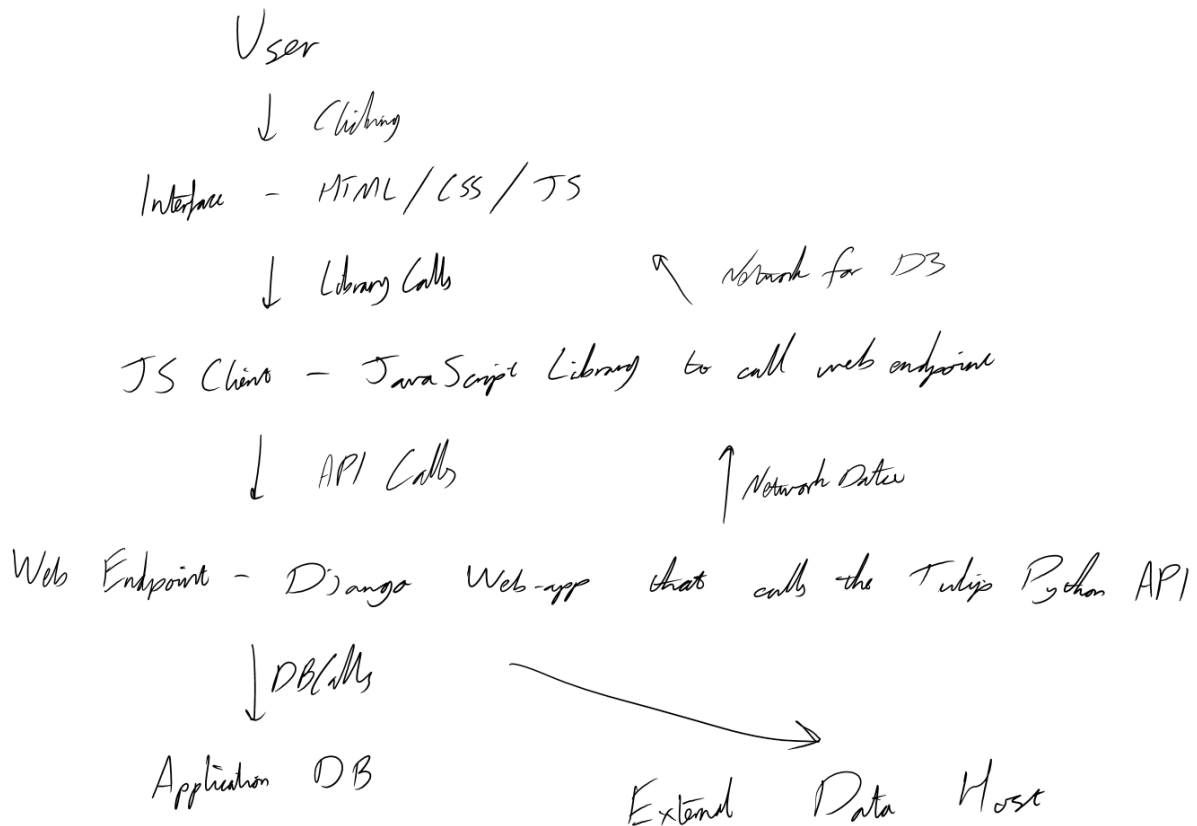 User
↓ Clicking
Interface - HTML / CSS / JS
↓ Library Calls
Network for D3
JS Client - JavaScript Library to call web endpoint
↓ API Calls
Network Data
Web Endpoint - Django Web-app that calls the Tulip Python API
↓ DB Calls
Application DB
External Data Host